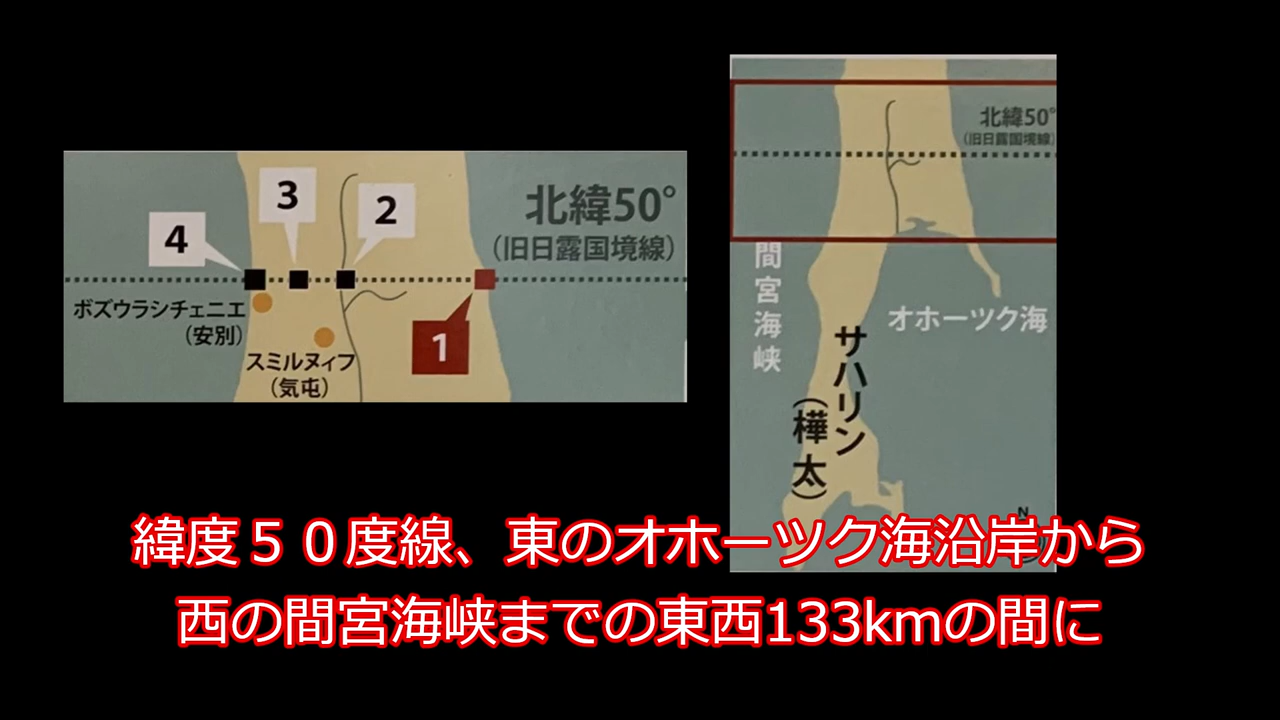 3
2
4
北緯50°
(旧日露国境線)
ボズウラシチェニエ
(安別)
1
スミルヌィフ
(気屯)
北緯50°
(旧日露国境線)
間宮海峡
オホーツク海
サハリン
(樺太)
N
緯度５０度線、東のオホーツク海沿岸から
西の間宮海峡までの東西133kmの間に